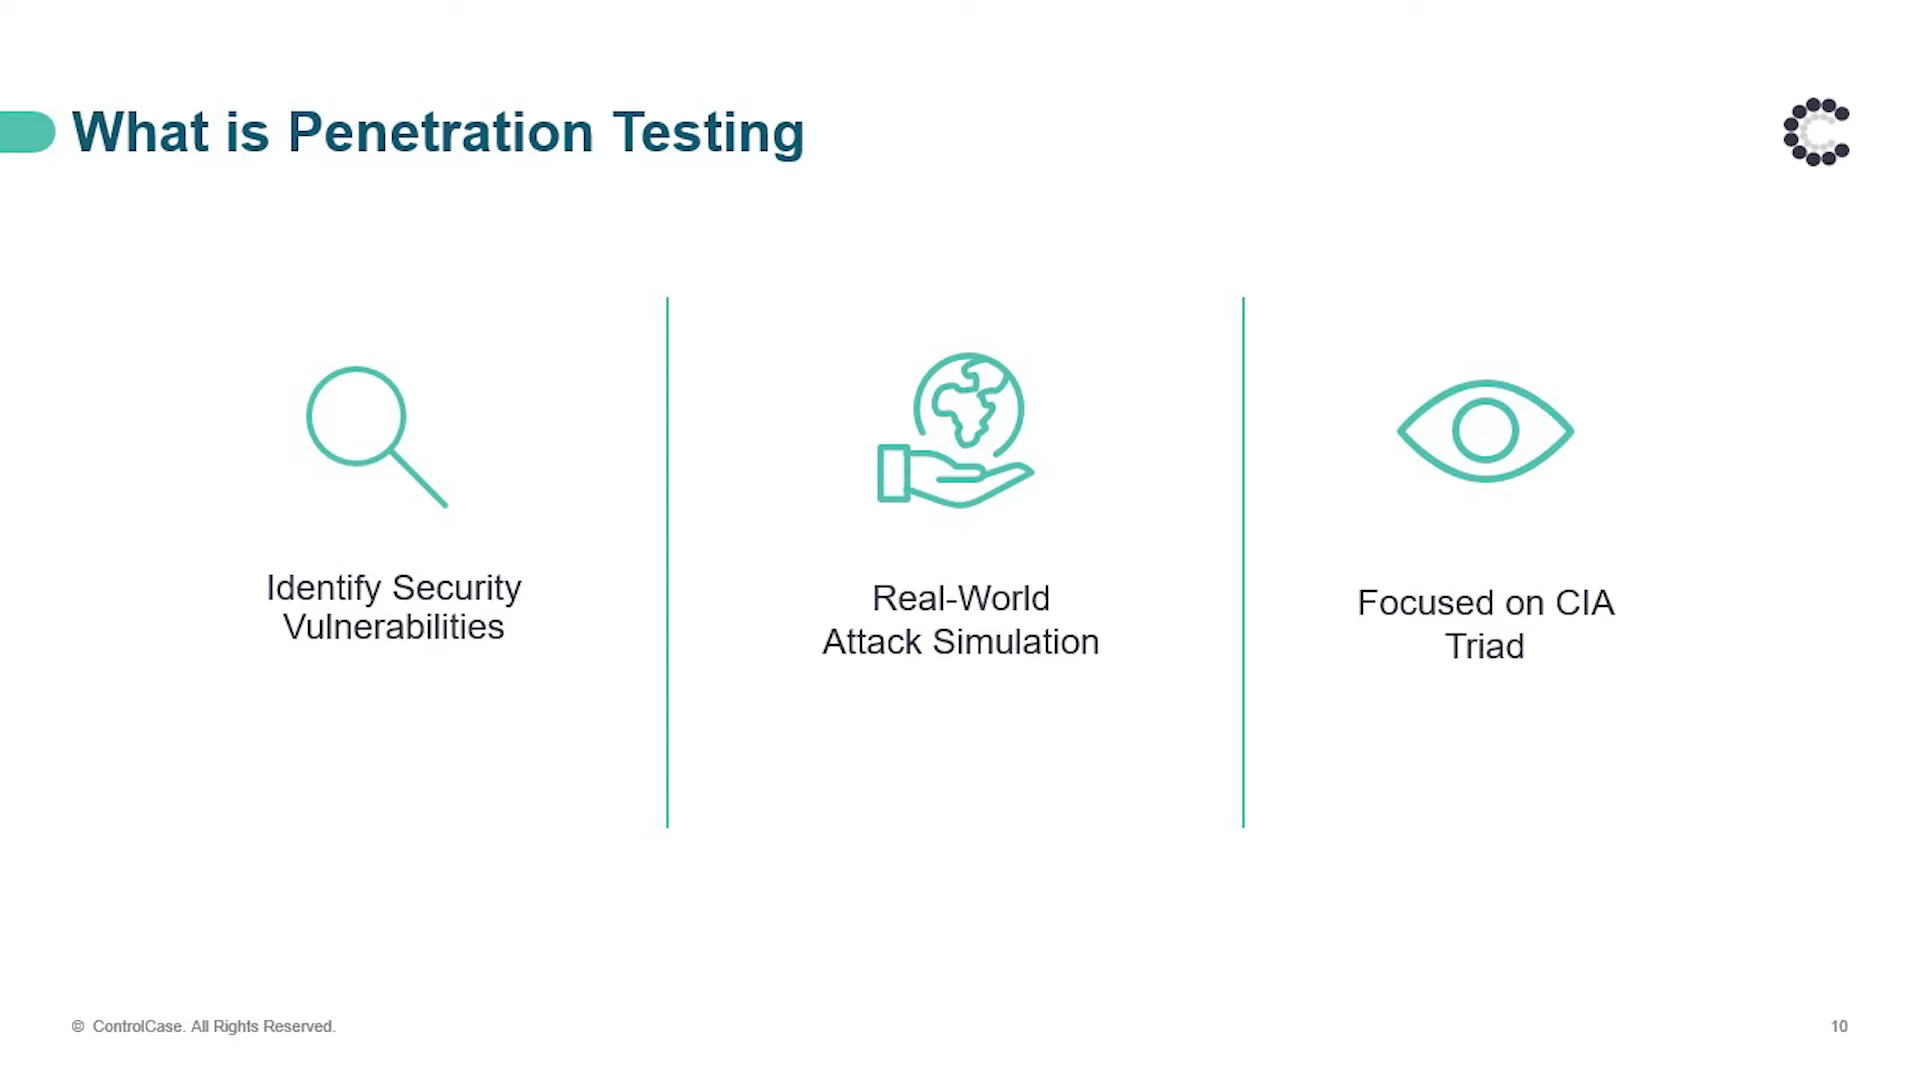 What is Penetration Testing
Identify Security
Vulnerabilities
Real-World
Attack Simulation
Focused on CIA
Triad
© ControlCase. All Rights Reserved.
10